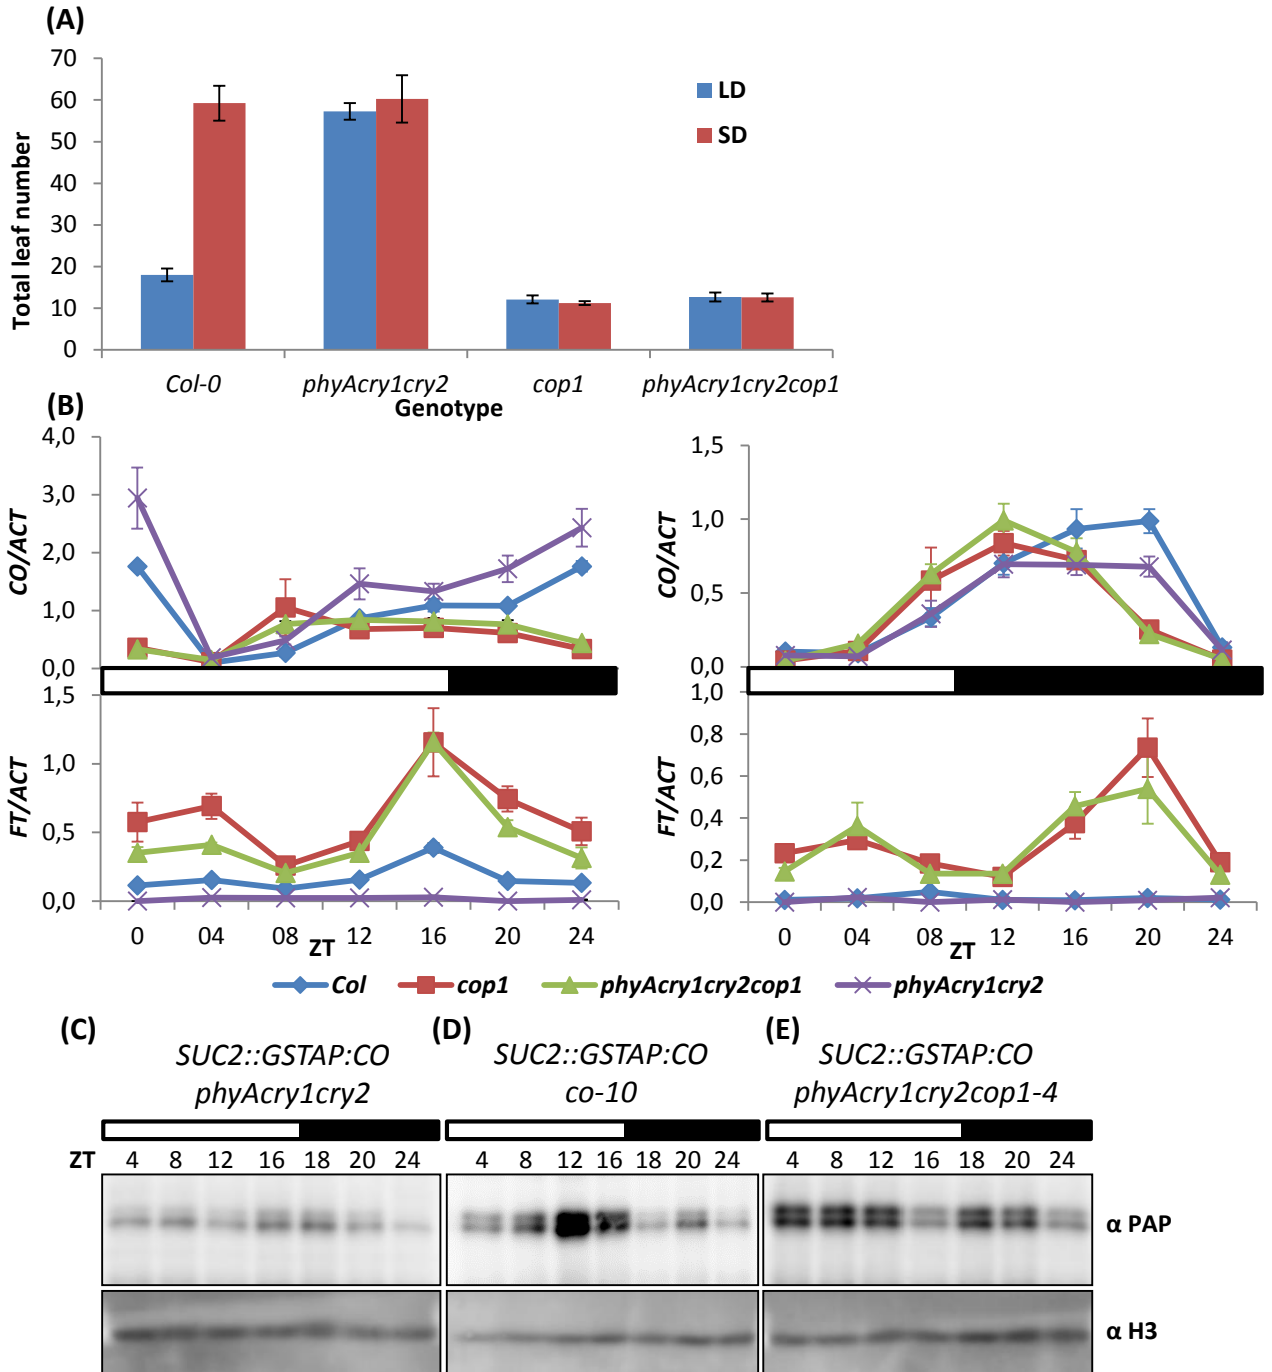 (A)
70
60
50
40
30
20
10
0
Total leaf number
LD
SD
Col-0 phyAcry1cry2 cop1 phyAcry1cry2cop1
Genotype
(B)
4,0
3,0
2,0
1,0
0,0
CO/ACT
1,5
1,0
0,5
0,0
CO/ACT
1,5
1,0
0,5
0,0
FT/ACT
0 04 08 12 16 20 24
ZT
1,0
0,8
0,6
0,4
0,2
0,0
FT/ACT
0 04 08 12 16 20 24
ZT
Col cop1 phyAcry1cry2cop1 phyAcry1cry2
(C) (D) (E)
SUC2::GSTAP:CO SUC2::GSTAP:CO SUC2::GSTAP:CO
phyAcry1cry2 co-10 phyAcry1cry2cop1-4
ZT 4 8 12 16 18 20 24 4 8 12 16 18 20 24 4 8 12 16 18 20 24
α PAP
α H3